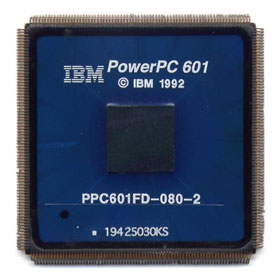 IBM PowerPC 601
© IBM 1992
PPC601FD-080-2
19425030KS